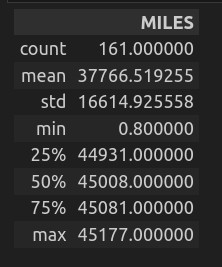 MILES
count 161.000000
mean 37766.519255
std 16614.925558
min 0.800000
25% 44931.000000
50% 45008.000000
75% 45081.000000
max 45177.000000